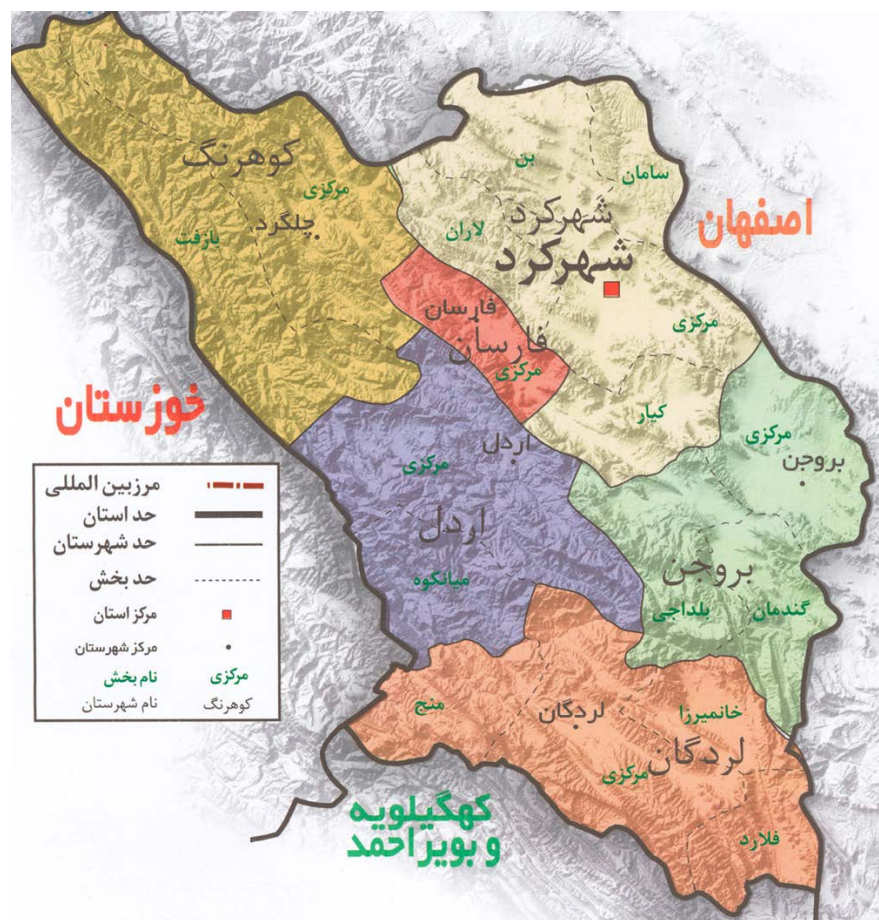 کوهرنگ
مرکزی
چلگرد
بازفت
بن
سامان
شهرکرد
لاران
شهرکرد
اصفهان
فارسان
فارسان
مرکزی
مرکزی
کیار
خوزستان
اردل
مرکزی
اردل
میانکوه
مرکزی
بروجن
بروجن
بلداجی
گندمان
منج
لردگان
خانمیرزا
لردگان
مرکزی
فلارد
کهگیلویه
و بویراحمد
مرزبین المللی
حد استان
حد شهرستان
حد بخش
مرکز استان
مرکز شهرستان
نام بخش مرکزی
نام شهرستان کوهرنگ